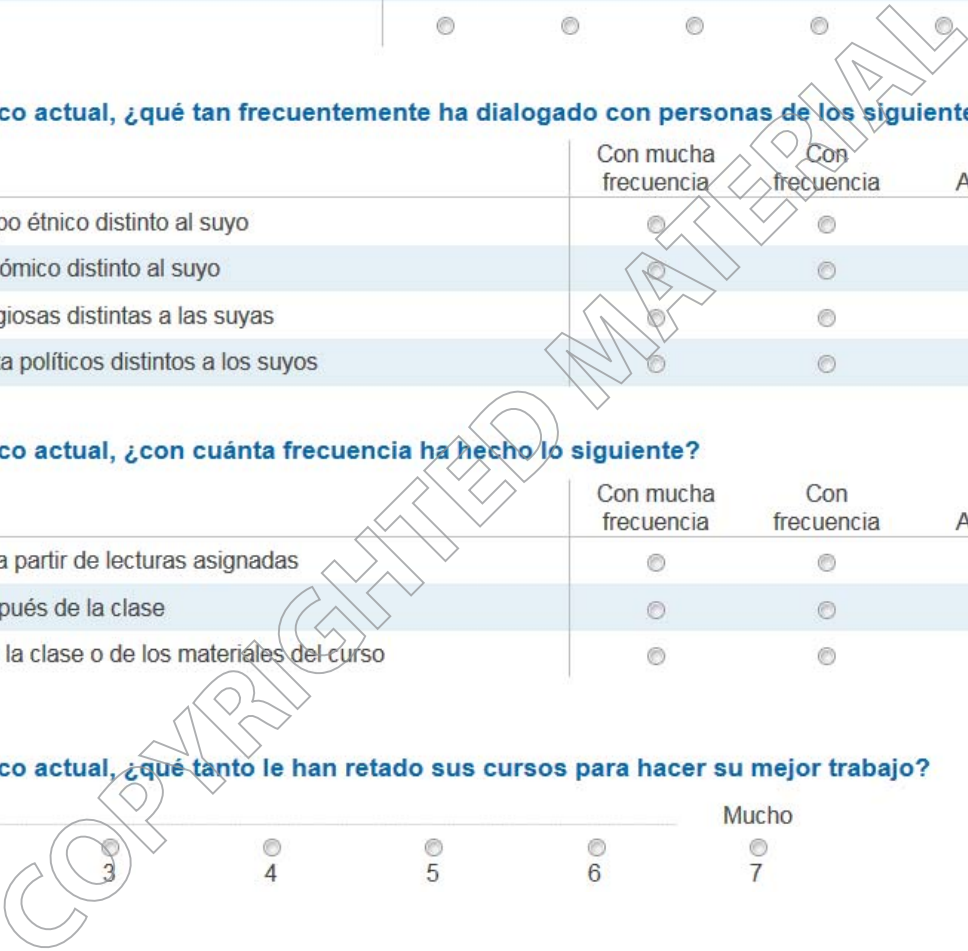 co actual, ¿qué tan frecuentemente ha dialogado con personas de los siguiente
Con mucha frecuencia
Con frecuencia
A
po étnico distinto al suyo
ómico distinto al suyo
giosas distintas a las suyas
ta políticos distintos a los suyos
co actual, ¿con cuánta frecuencia ha hecho lo siguiente?
Con mucha frecuencia
Con frecuencia
A
a partir de lecturas asignadas
pués de la clase
la clase o de los materiales del curso
co actual, ¿qué tanto le han retado sus cursos para hacer su mejor trabajo?
Mucho
3 4 5 6 7
COPYRIGHTED MATERIAL